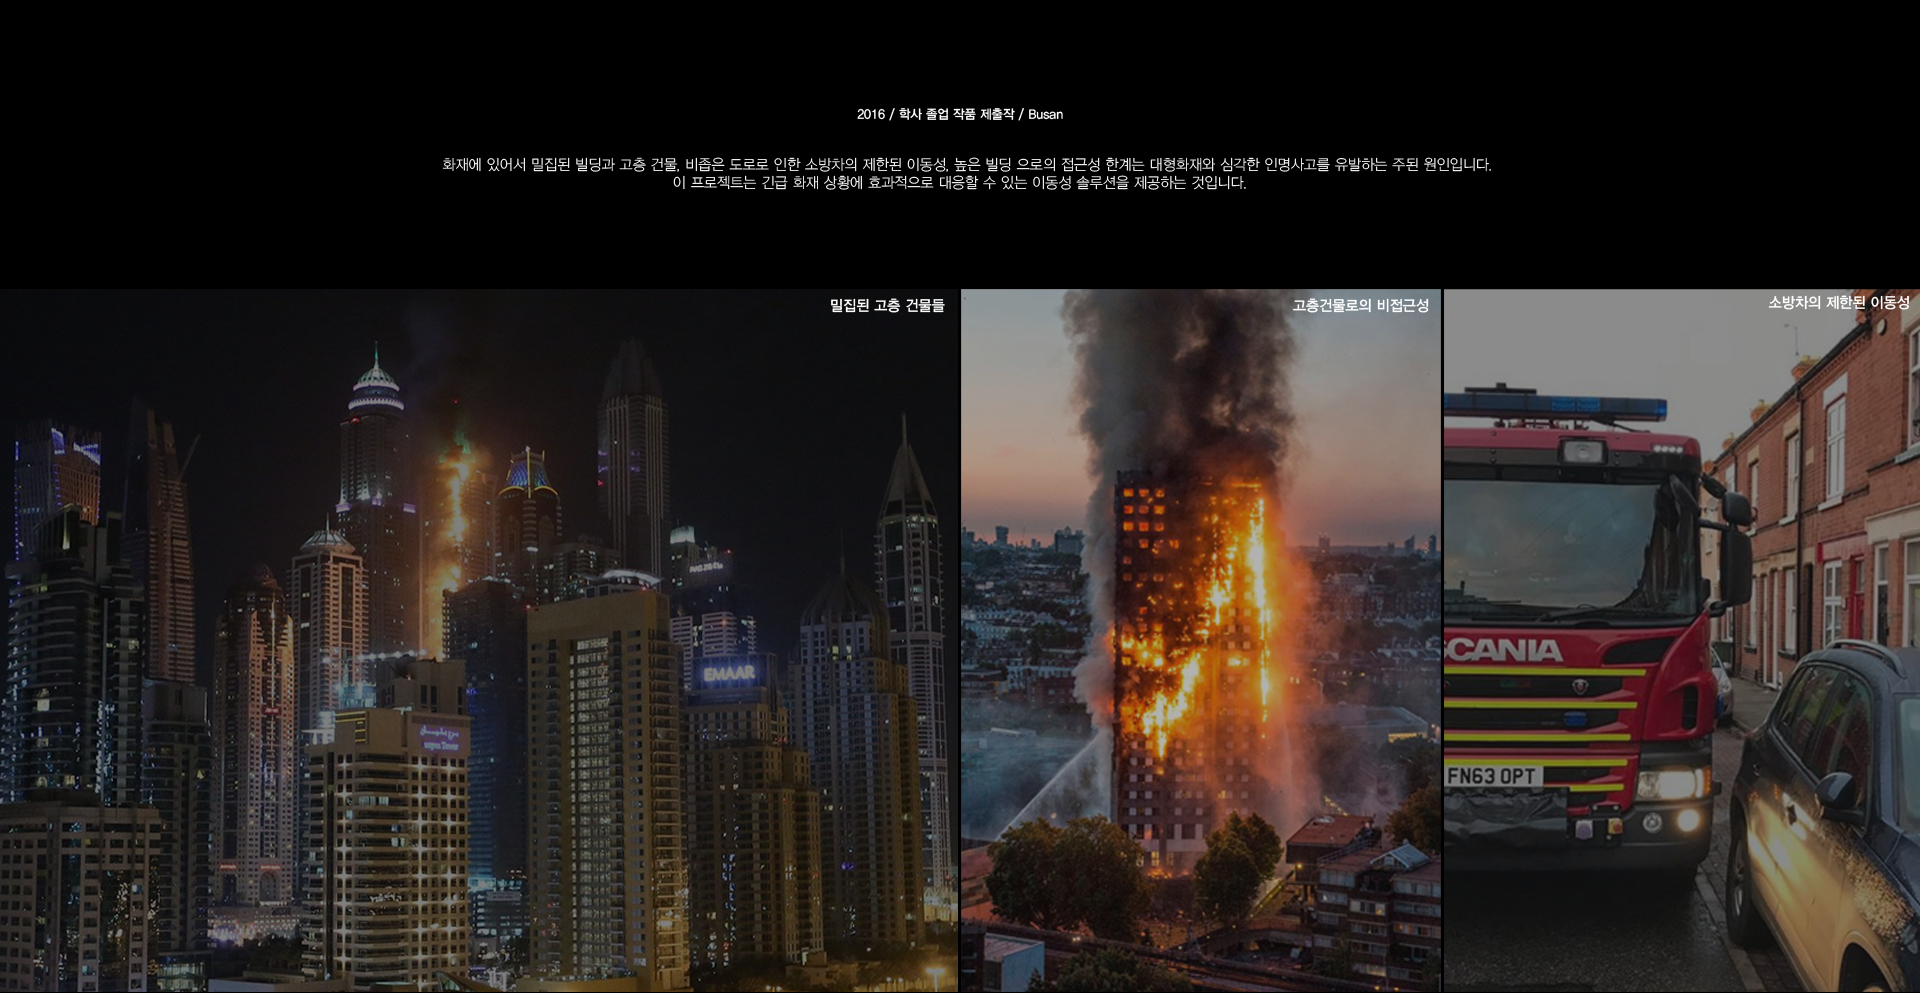 2016 / 학사 졸업 작품 제출작 / Busan
화재에 있어서 밀집된 빌딩과 고층 건물, 비좁은 도로로 인한 소방차의 제한된 이동성, 높은 빌딩 으로의 접근성 한계는 대형화재와 심각한 인명사고를 유발하는 주된 원인입니다.
이 프로젝트는 긴급 화재 상황에 효과적으로 대응할 수 있는 이동성 솔루션을 제공하는 것입니다.
밀집된 고층 건물들
고층건물로의 비접근성
소방차의 제한된 이동성
EMAAR
CANIA
FN63 OPT